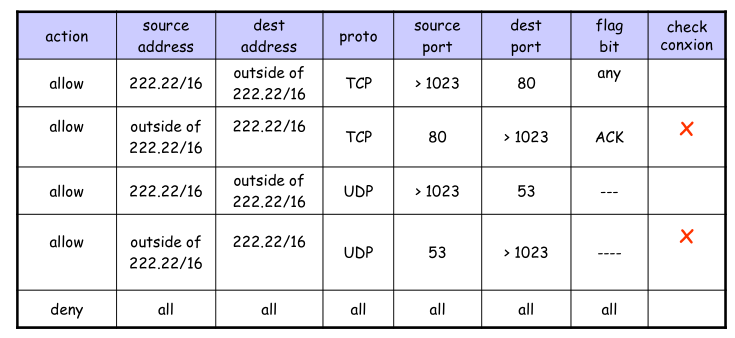 action source address dest address proto source port dest port flag bit check conxion
allow 222.22/16 outside of 222.22/16 TCP > 1023 80 any
allow outside of 222.22/16 222.22/16 TCP 80 > 1023 ACK X
allow 222.22/16 outside of 222.22/16 UDP > 1023 53 ---
allow outside of 222.22/16 222.22/16 UDP 53 > 1023 ---- X
deny all all all all all all